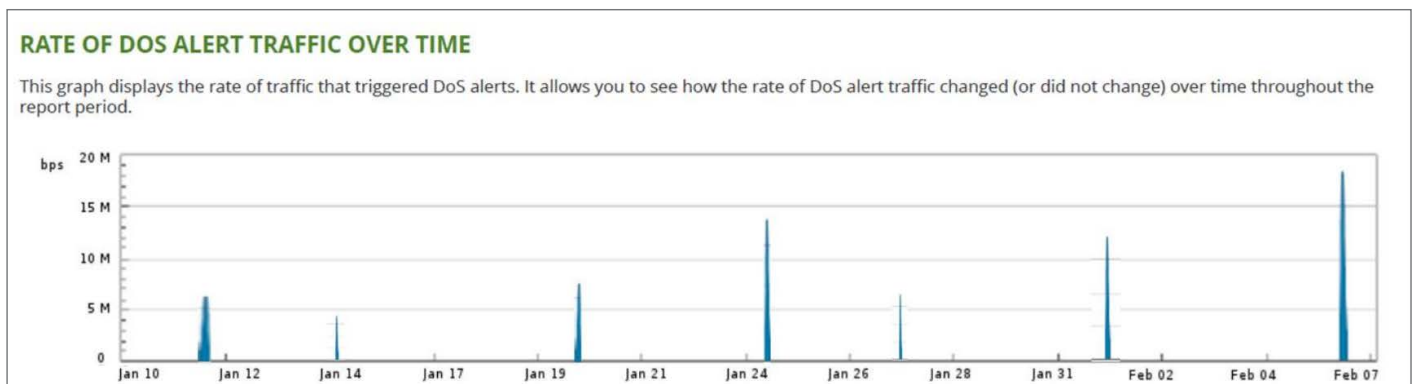 RATE OF DOS ALERT TRAFFIC OVER TIME
This graph displays the rate of traffic that triggered DoS alerts. It allows you to see how the rate of DoS alert traffic changed (or did not change) over time throughout the
report period.
bps
20 M
15 M
10 M
5 M
0
Jan 10 Jan 12 Jan 14 Jan 17 Jan 19 Jan 21 Jan 24 Jan 26 Jan 28 Jan 31 Feb 02 Feb 04 Feb 07